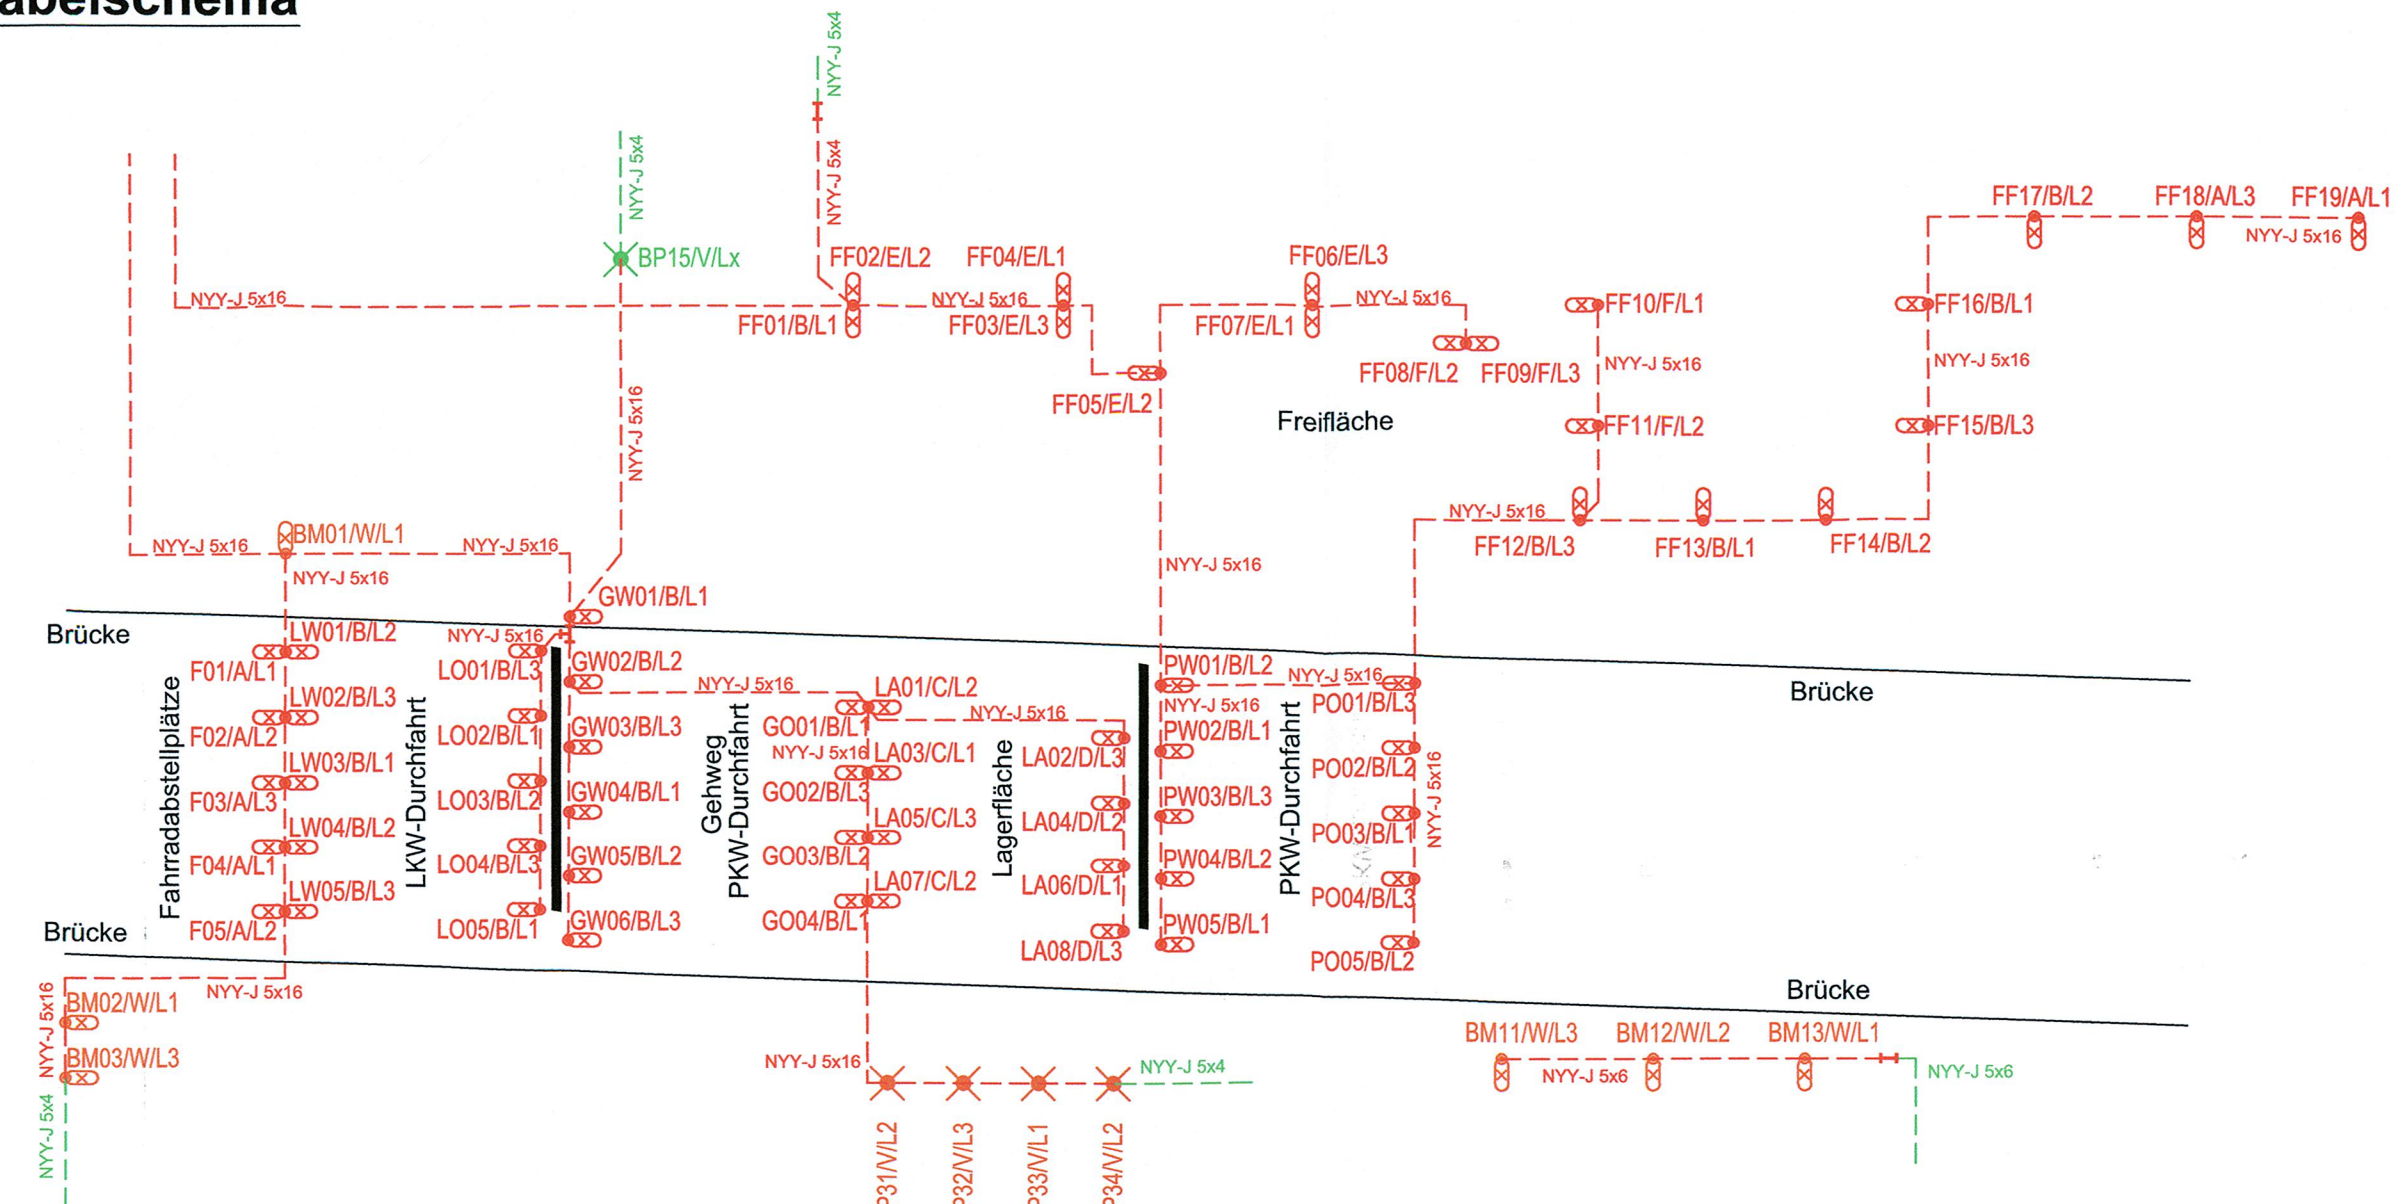 abelschema
NYY-J 5x4
NYY-J 5x4
NYY-J 5x4
BP15/V/Lx
FF02/E/L2
FF04/E/L1
FF06/E/L3
FF17/B/L2
FF18/A/L3
FF19/A/L1
NYY-J 5x16
NYY-J 5x16
NYY-J 5x16
NYY-J 5x16
FF01/B/L1
FF03/E/L3
FF07/E/L1
FF10/F/L1
FF16/B/L1
NYY-J 5x16
NYY-J 5x16
FF08/F/L2
FF09/F/L3
FF05/E/L2
NYY-J 5x16
Freifläche
FF11/F/L2
FF15/B/L3
NYY-J 5x16
FF12/B/L3
FF13/B/L1
FF14/B/L2
BM01/W/L1
NYY-J 5x16
NYY-J 5x16
NYY-J 5x16
NYY-J 5x16
GW01/B/L1
Brücke
Brücke
LW01/B/L2
F01/A/L1
LW02/B/L3
F02/A/L2
LW03/B/L1
F03/A/L3
LW04/B/L2
F04/A/L1
LW05/B/L3
F05/A/L2
Fahrradabstellplätze
LKW-Durchfahrt
NYY-J 5x16
LO01/B/L3
LO02/B/L1
LO03/B/L2
LO04/B/L3
LO05/B/L1
GW02/B/L2
GW03/B/L3
GW04/B/L1
GW05/B/L2
GW06/B/L3
NYY-J 5x16
Gehweg
PKW-Durchfahrt
LA01/C/L2
GO01/B/L1
NYY-J 5x16
LA03/C/L1
GO02/B/L3
LA05/C/L3
GO03/B/L2
LA07/C/L2
GO04/B/L1
NYY-J 5x16
Lagerfläche
LA02/D/L3
LA04/D/L2
LA06/D/L1
LA08/D/L3
PW01/B/L2
NYY-J 5x16
NYY-J 5x16
PW02/B/L1
PW03/B/L3
PW04/B/L2
PW05/B/L1
PKW-Durchfahrt
PO01/B/L3
PO02/B/L2
PO03/B/L1
PO04/B/L3
PO05/B/L2
NYY-J 5x16
Brücke
Brücke
NYY-J 5x16
NYY-J 5x16
BM02/W/L1
BM03/W/L3
NYY-J 5x4
NYY-J 5x16
NYY-J 5x4
P31/V/L2
P32/V/L3
P33/V/L1
P34/V/L2
BM11/W/L3
BM12/W/L2
BM13/W/L1
NYY-J 5x6
NYY-J 5x6